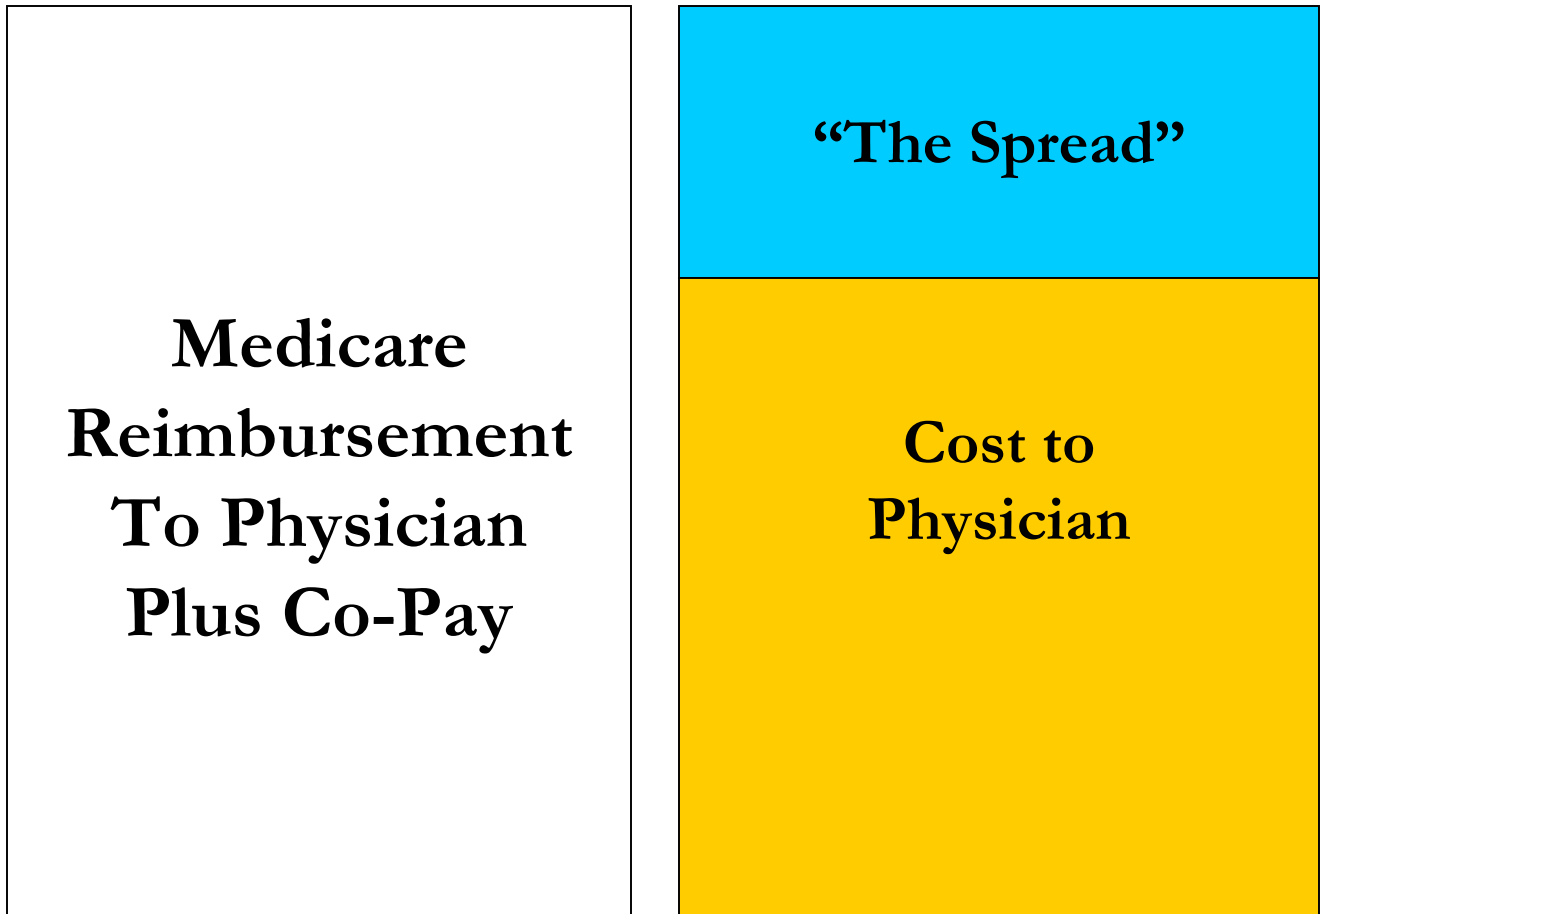 Medicare
Reimbursement
To Physician
Plus Co-Pay
“The Spread”
Cost to
Physician